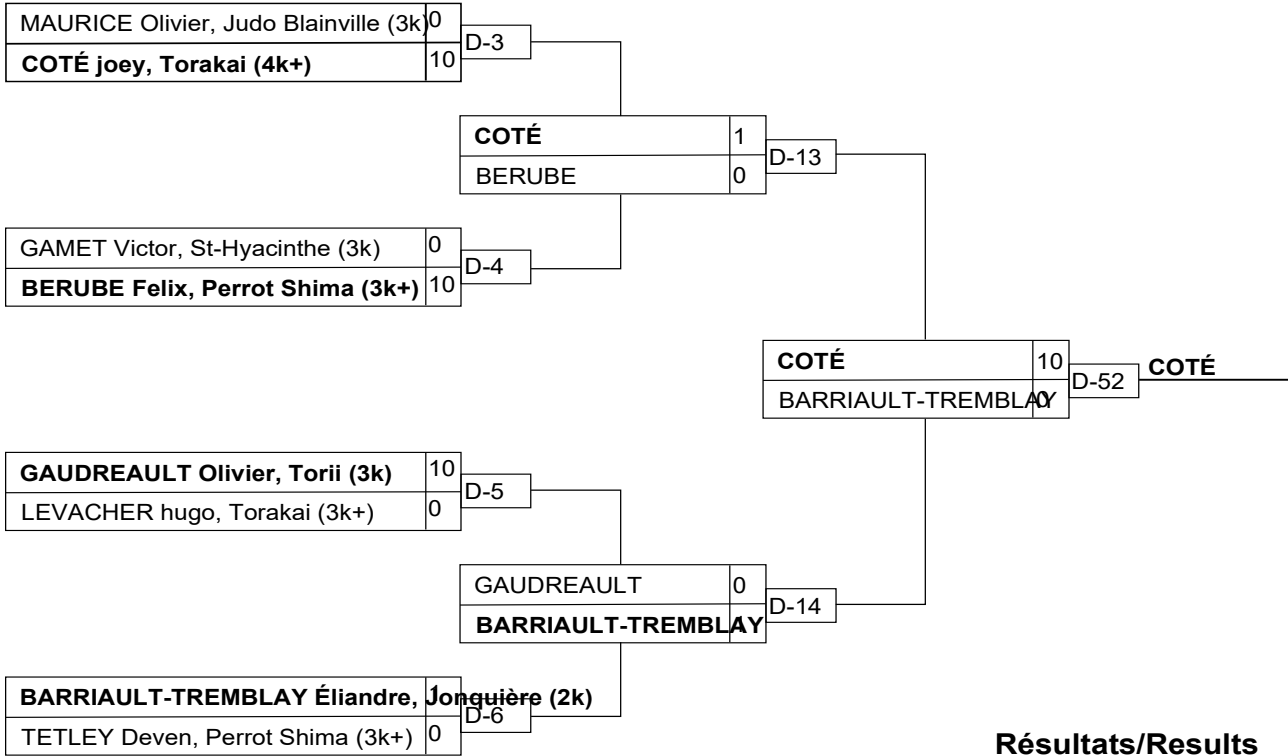 MAURICE Olivier, Judo Blainville (3k) 0
COTÉ joey, Torakai (4k+) 10
D-3
COTÉ 1
BERUBE 0
D-13
GAMET Victor, St-Hyacinthe (3k) 0
BERUBE Felix, Perrot Shima (3k+) 10
D-4
COTÉ 10
BARRIAULT-TREMBLAY 0
D-52
COTÉ
GAUDREAULT Olivier, Torii (3k) 10
LEVACHER hugo, Torakai (3k+) 0
D-5
GAUDREAULT 0
BARRIAULT-TREMBLAY 1
D-14
BARRIAULT-TREMBLAY Éliandre, Jonquière (2k) 1
TETLEY Deven, Perrot Shima (3k+) 0
D-6
Résultats/Results